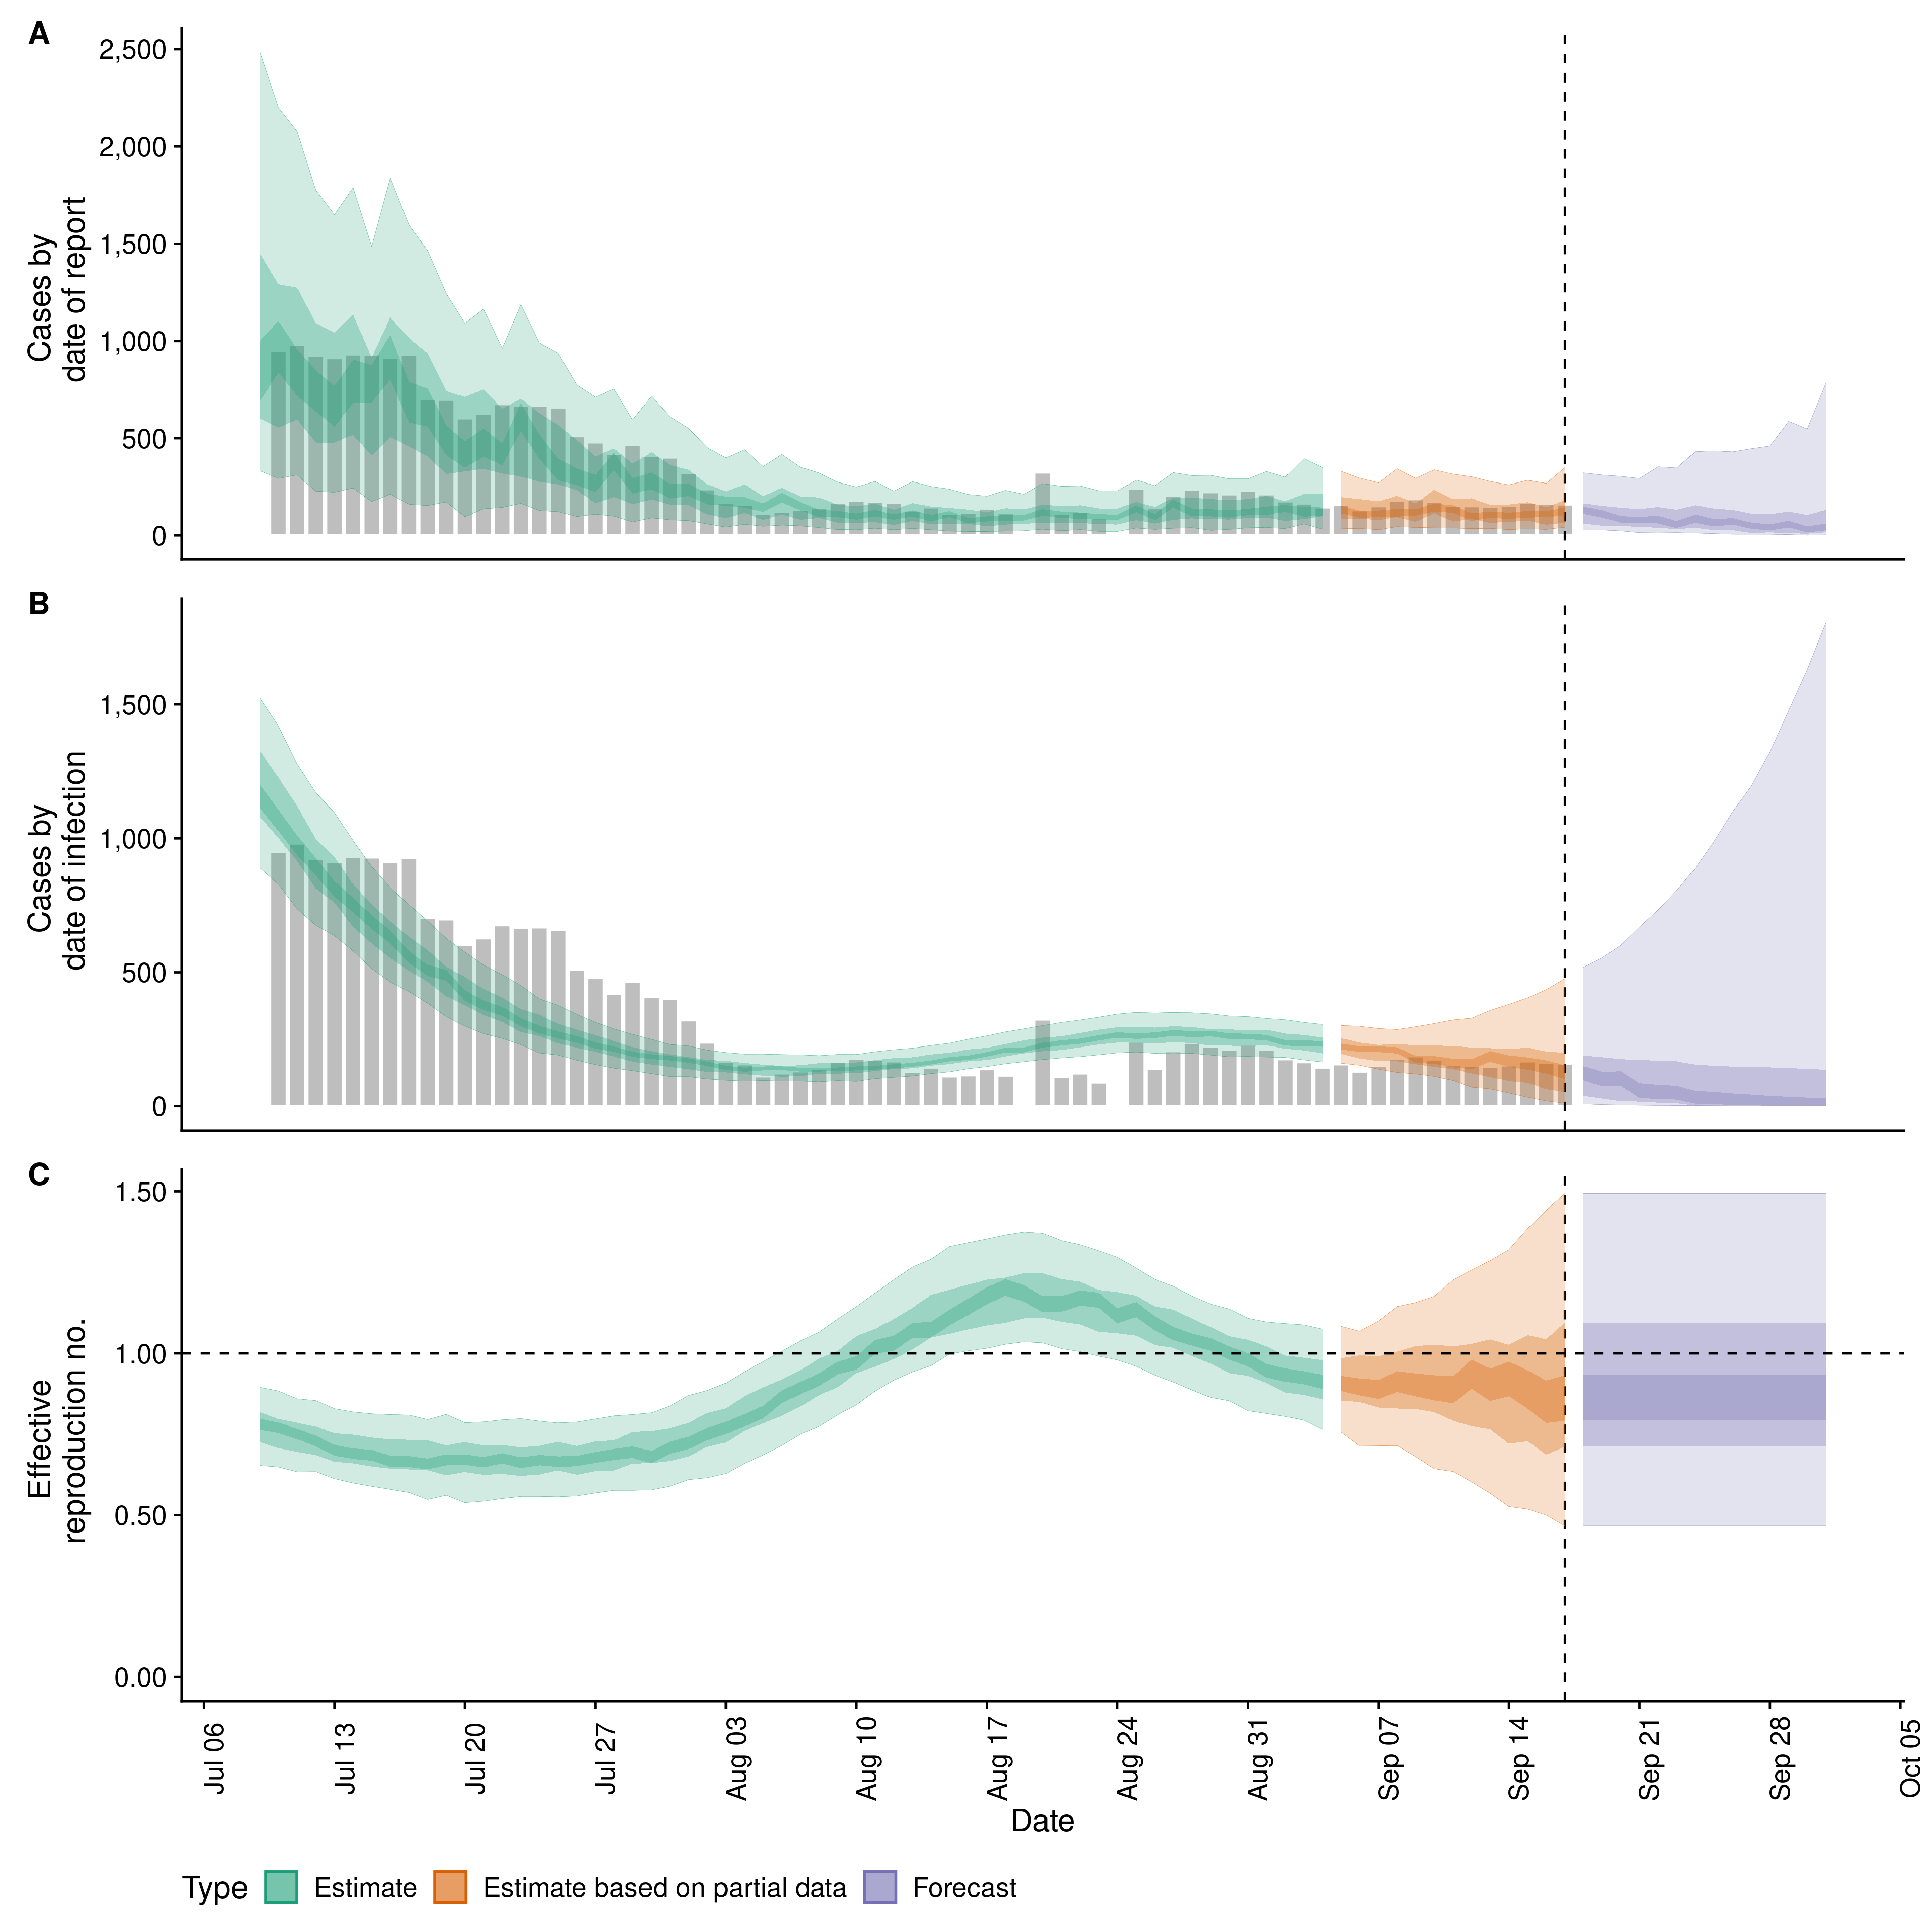 A
2,500
2,000
1,500
1,000
500
0
Cases by
date of report
B
1,500
1,000
500
0
Cases by
date of infection
C
1.50
1.00
0.50
0.00
Effective
reproduction no.
Jul 06
Jul 13
Jul 20
Jul 27
Aug 03
Aug 10
Aug 17
Aug 24
Aug 31
Sep 07
Sep 14
Sep 21
Sep 28
Oct 05
Date
Type Estimate Estimate based on partial data Forecast